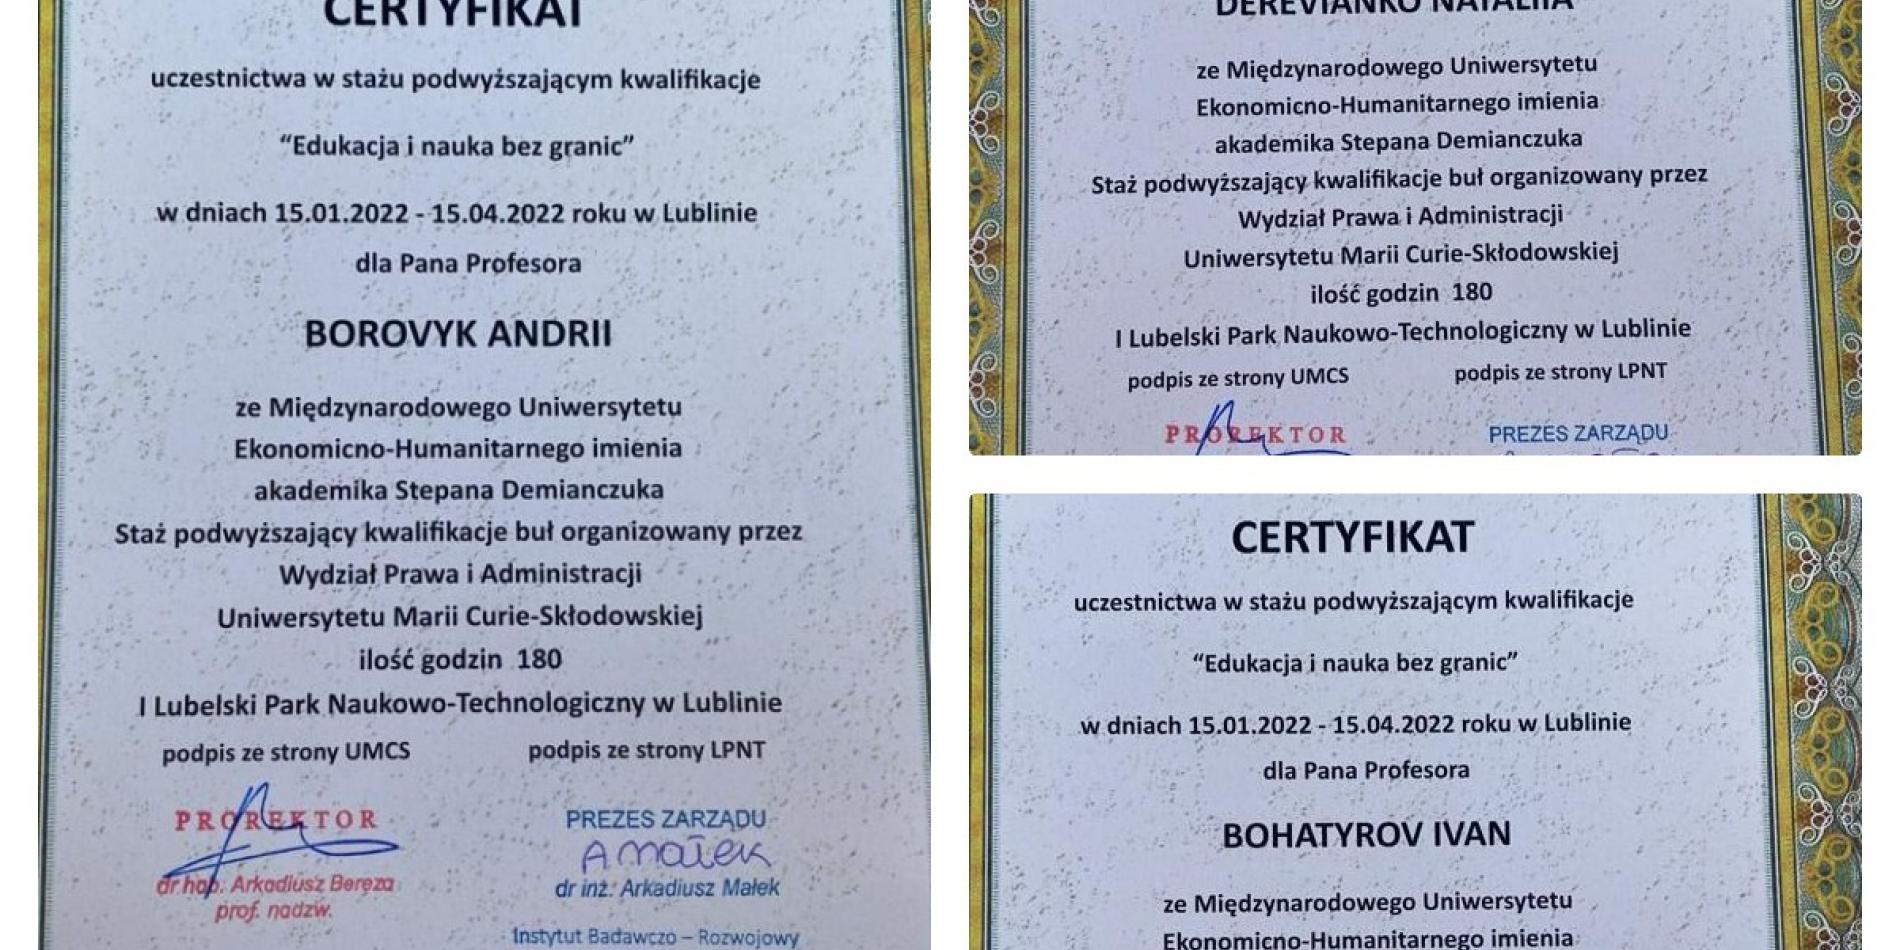 CERTYFIKAT
uczestnictwa w stażu podwyższającym kwalifikacje
“Edukacja i nauka bez granic”
w dniach 15.01.2022 - 15.04.2022 roku w Lublinie
dla Pana Profesora
BOROVYK ANDRII
ze Międzynarodowego Uniwersytetu
Ekonomicno-Humanitarnego imienia
akademika Stepana Demianczuka
Staż podwyższający kwalifikacje buł organizowany przez
Wydział Prawa i Administracji
Uniwersytetu Marii Curie-Skłodowskiej
ilość godzin 180
I Lubelski Park Naukowo-Technologiczny w Lublinie
podpis ze strony UMCS podpis ze strony LPNT
PROREKTOR PREZES ZARZĄDU
AMałek
dr hab. Arkadiusz Bereza dr inż. Arkadiusz Małek
prof. nadzw.
Instytut Badawczo – Rozwojowy
DEREVIANKO NATALIIA
ze Międzynarodowego Uniwersytetu
Ekonomicno-Humanitarnego imienia
akademika Stepana Demianczuka
Staż podwyższający kwalifikacje buł organizowany przez
Wydział Prawa i Administracji
Uniwersytetu Marii Curie-Skłodowskiej
ilość godzin 180
I Lubelski Park Naukowo-Technologiczny w Lublinie
podpis ze strony UMCS podpis ze strony LPNT
PROREKTOR PREZES ZARZĄDU
CERTYFIKAT
uczestnictwa w stażu podwyższającym kwalifikacje
“Edukacja i nauka bez granic”
w dniach 15.01.2022 - 15.04.2022 roku w Lublinie
dla Pana Profesora
BOHATYROV IVAN
ze Międzynarodowego Uniwersytetu
Ekonomicno-Humanitarnego imienia